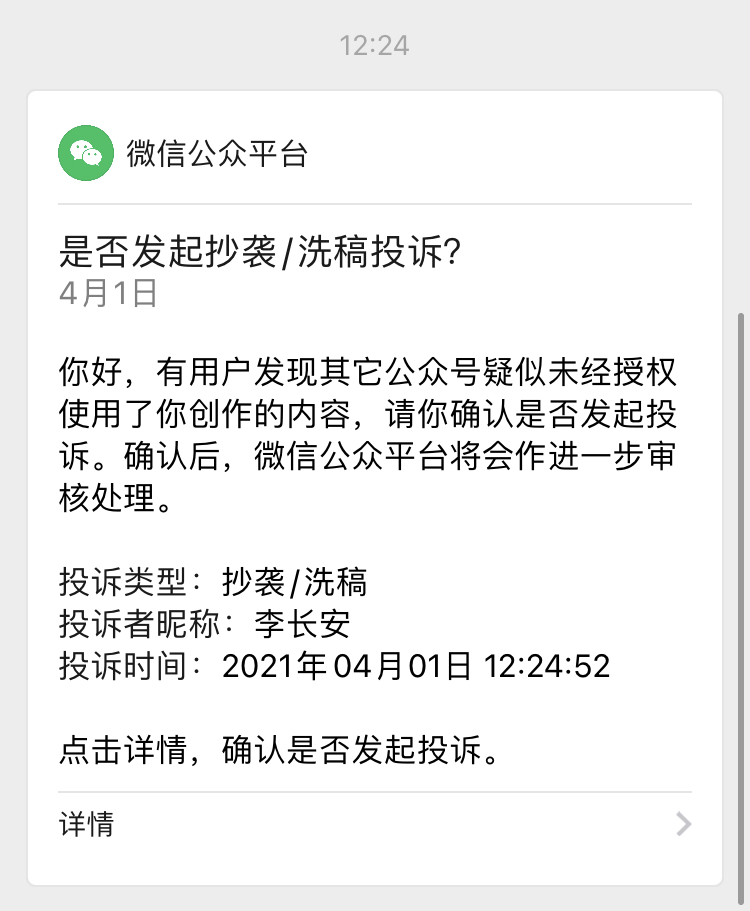 12:24
微信公众平台
是否发起抄袭/洗稿投诉?
4月1日
你好，有用户发现其它公众号疑似未经授权
使用了你创作的内容，请你确认是否发起投
诉。确认后，微信公众平台将会作进一步审
核处理。
投诉类型：抄袭/洗稿
投诉者昵称：李长安
投诉时间：2021年04月01日 12:24:52
点击详情，确认是否发起投诉。
详情